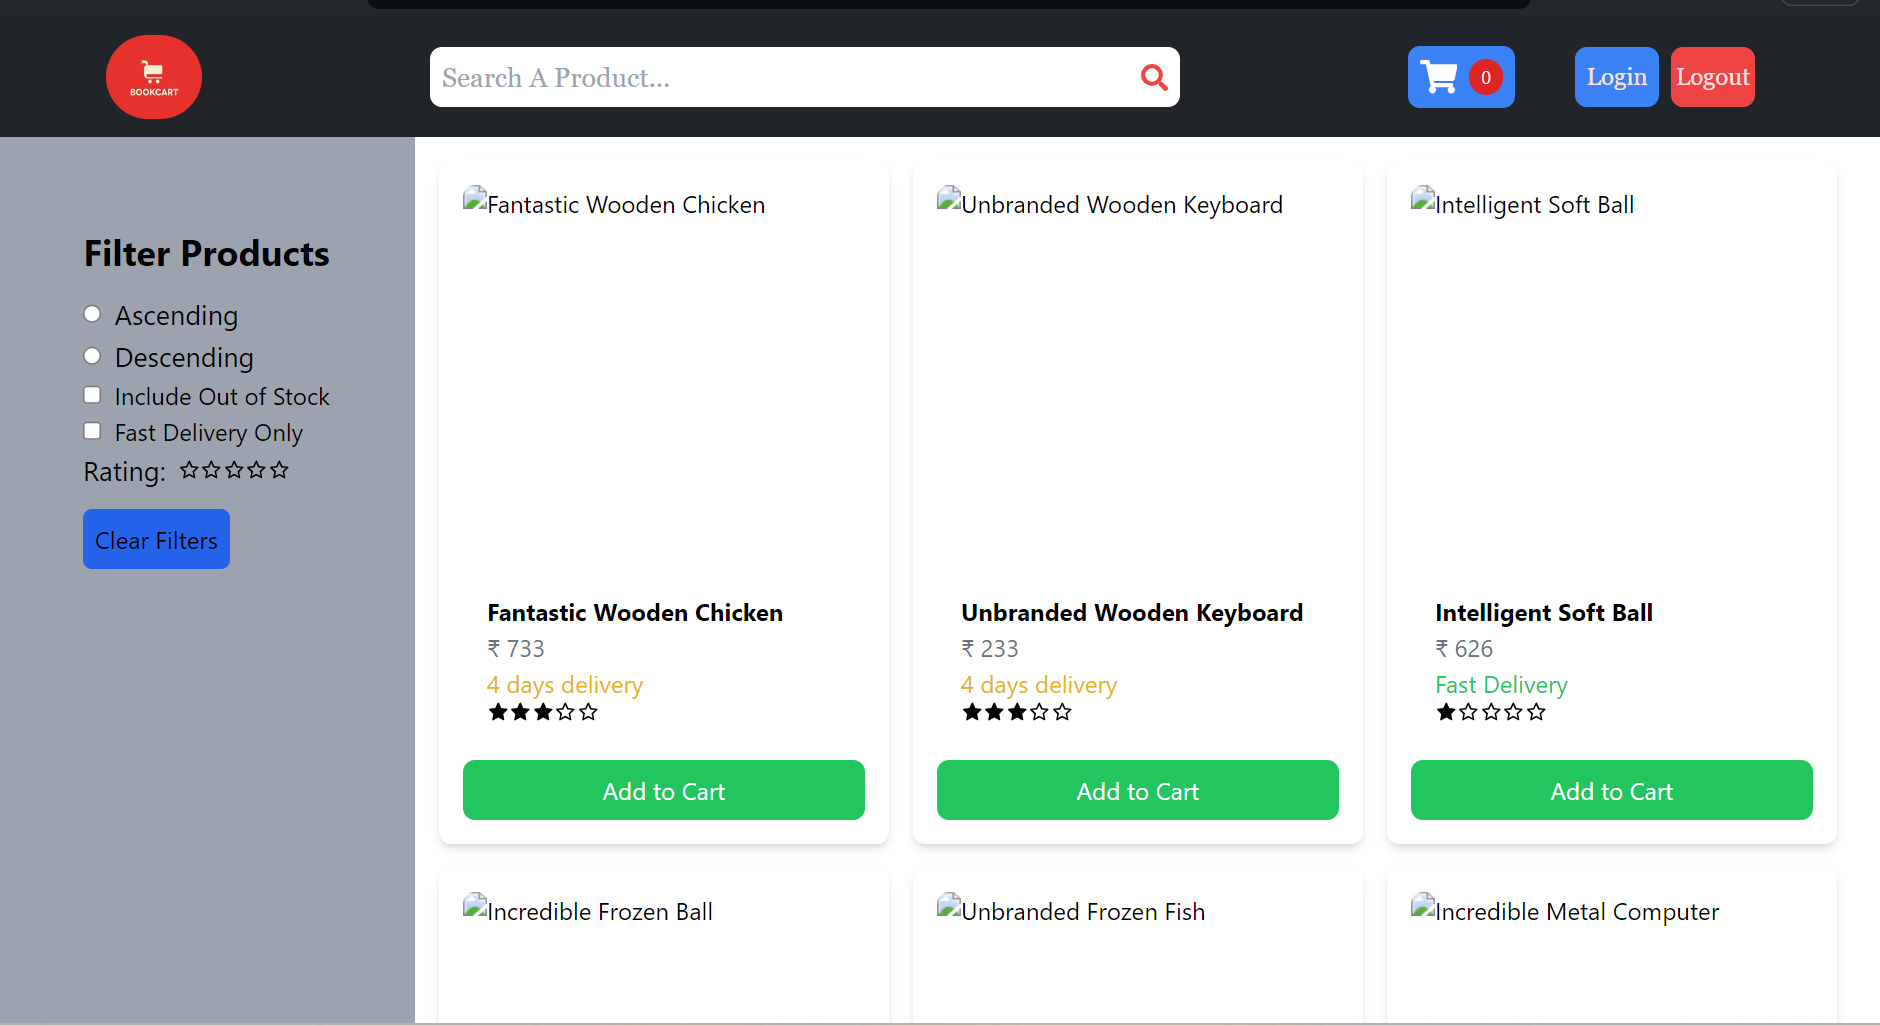 BOOKCART
Search A Product...
0
Login
Logout
Filter Products
Ascending
Descending
Include Out of Stock
Fast Delivery Only
Rating:
Clear Filters
Fantastic Wooden Chicken
Fantastic Wooden Chicken
₹ 733
4 days delivery
Add to Cart
Unbranded Wooden Keyboard
Unbranded Wooden Keyboard
₹ 233
4 days delivery
Add to Cart
Intelligent Soft Ball
Intelligent Soft Ball
₹ 626
Fast Delivery
Add to Cart
Incredible Frozen Ball
Unbranded Frozen Fish
Incredible Metal Computer